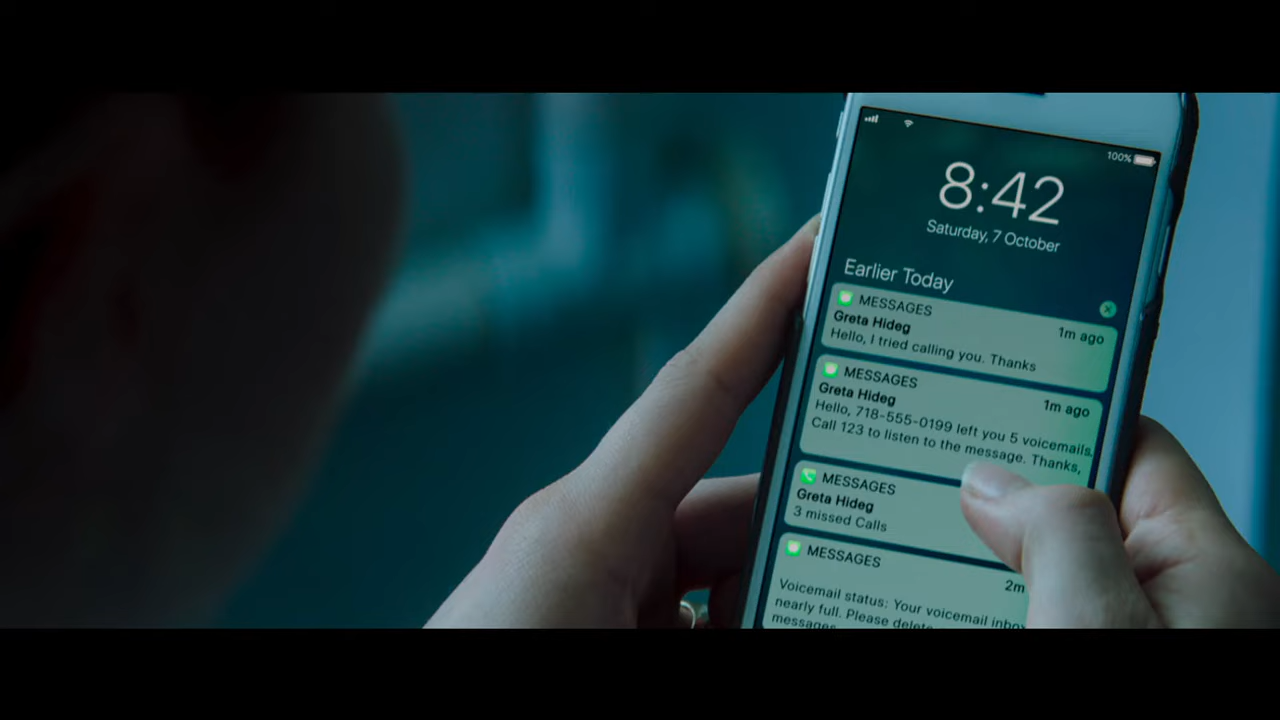 100%
8:42
Saturday, 7 October
Earlier Today
MESSAGES
Greta Hideg
1m ago
Hello, I tried calling you. Thanks
MESSAGES
Greta Hideg
1m ago
Hello, 718-555-0199 left you 5 voicemails.
Call 123 to listen to the message. Thanks,
MESSAGES
Greta Hideg
3 missed Calls
MESSAGES
2m
Voicemail status: Your voicemail inbox
nearly full. Please delete
messages